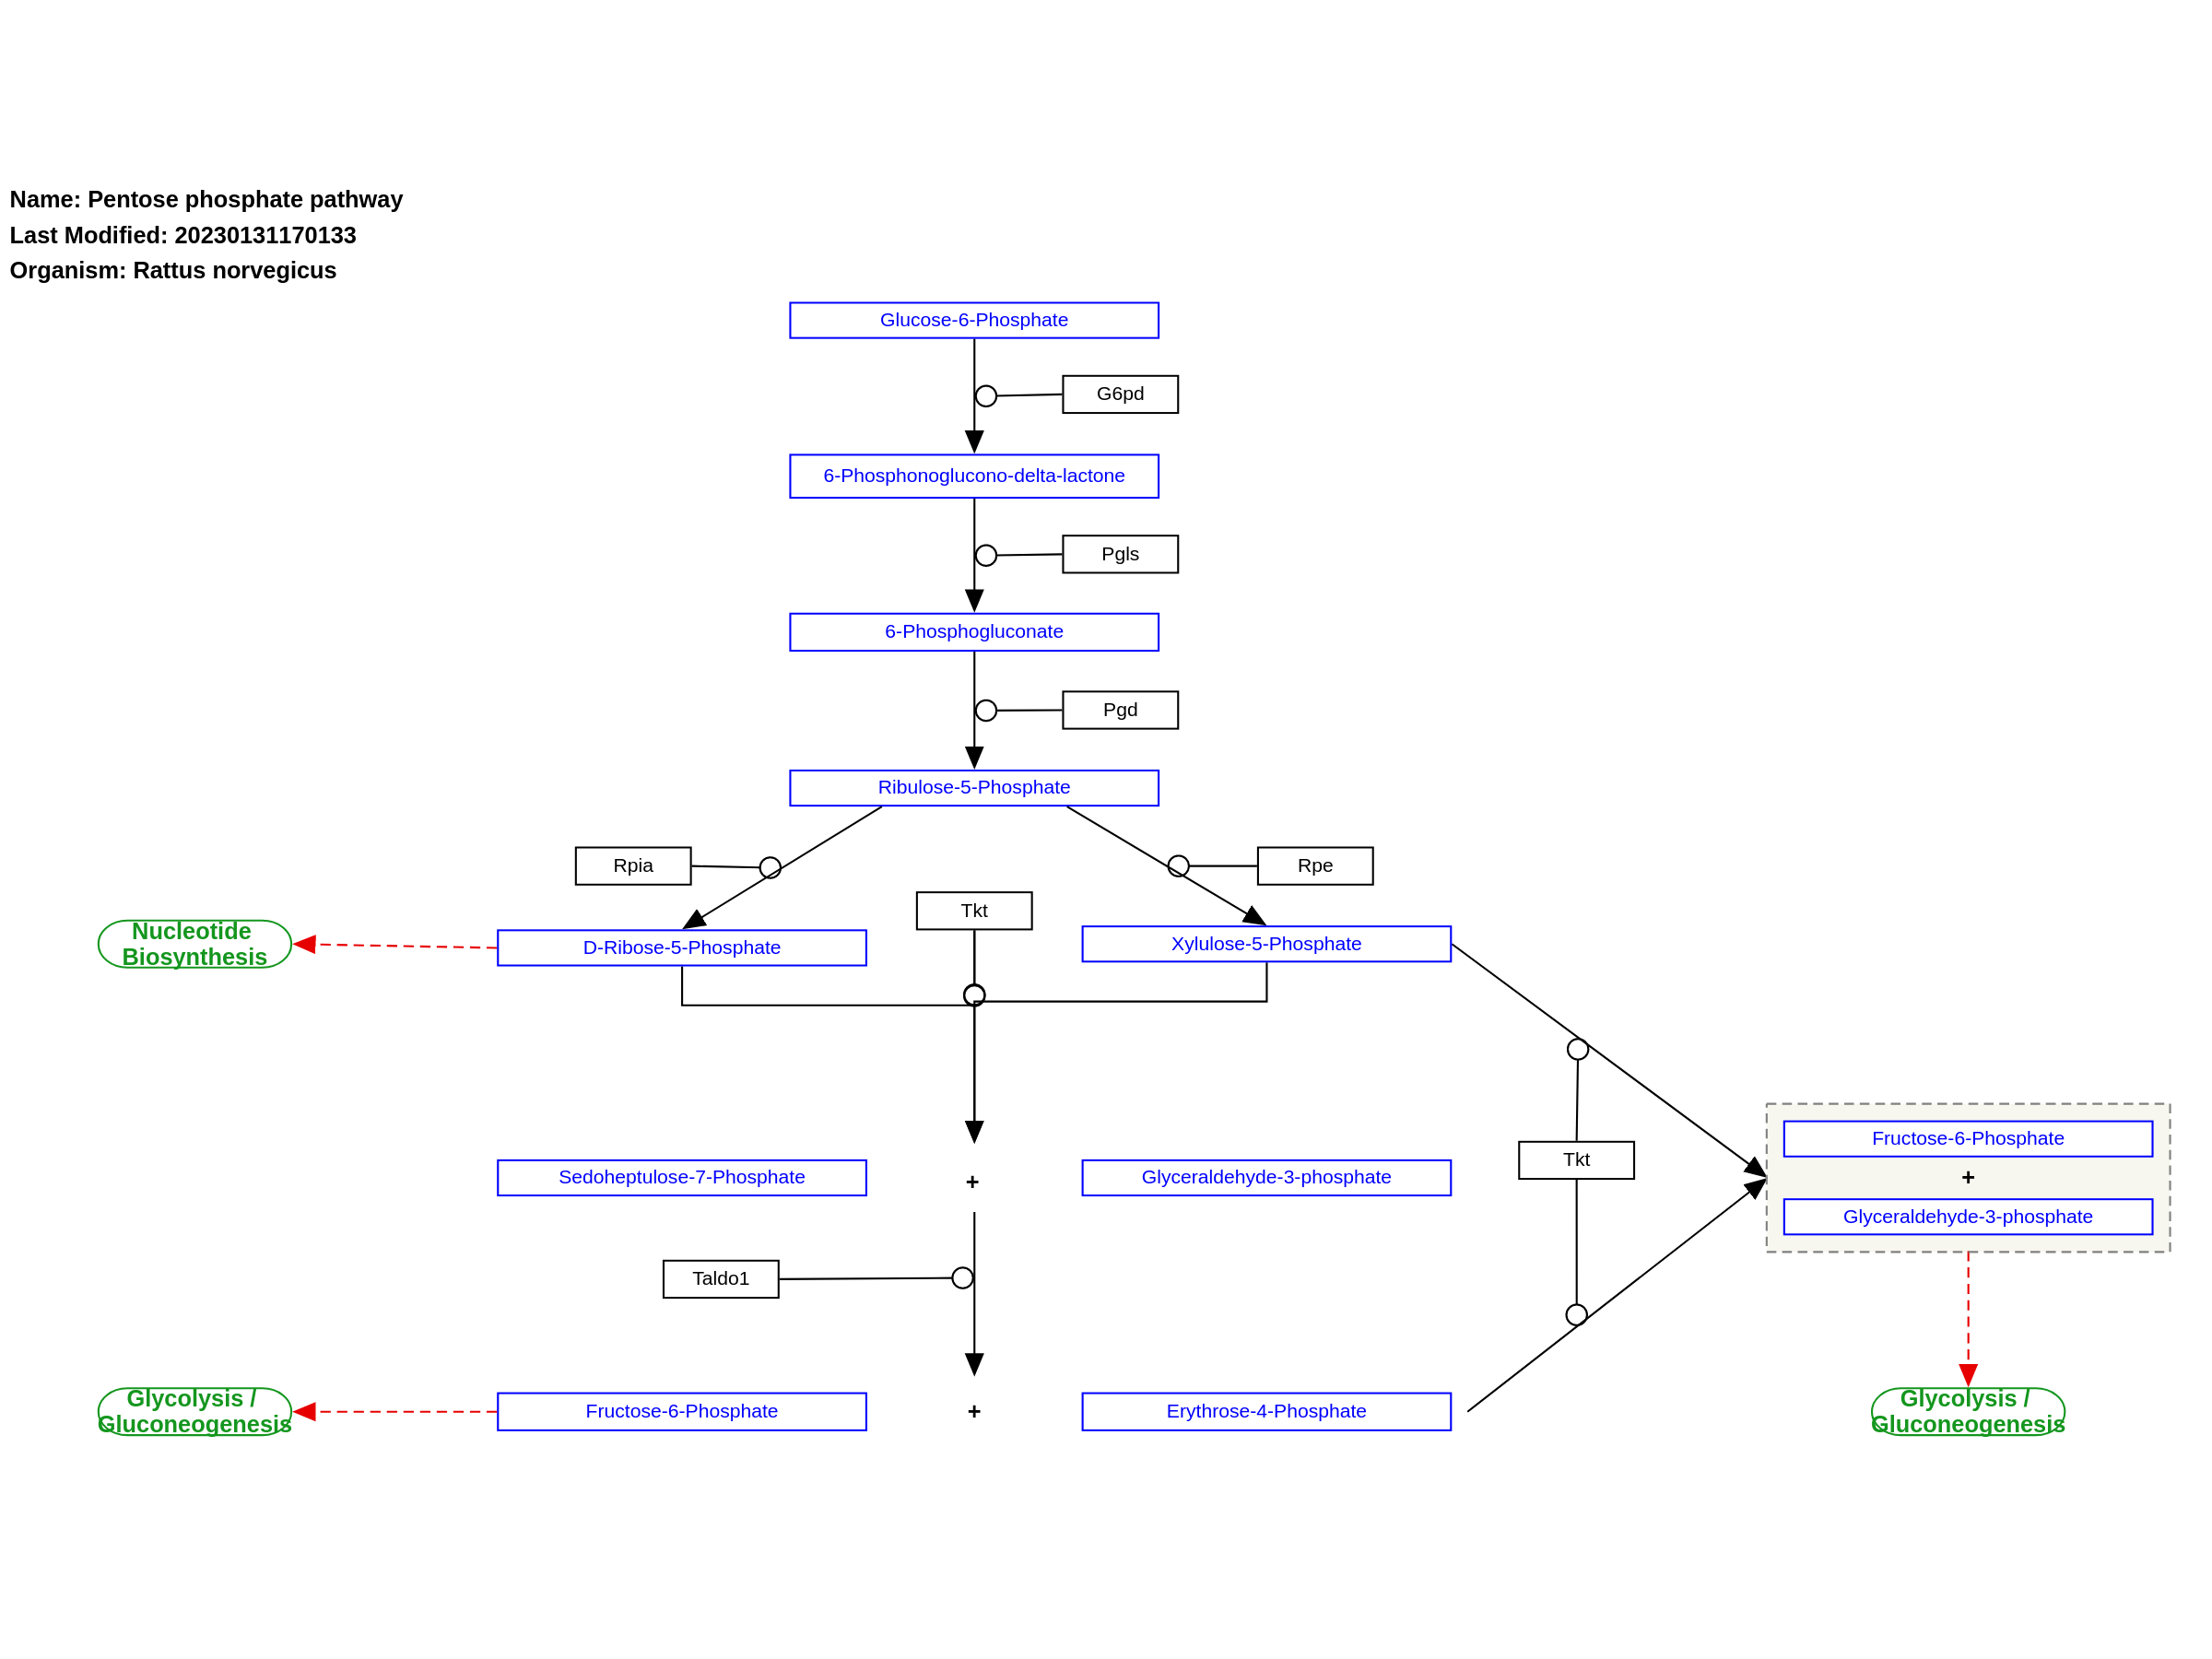 Name: Pentose phosphate pathway
Last Modified: 20230131170133
Organism: Rattus norvegicus
Glucose-6-Phosphate
G6pd
6-Phosphonoglucono-delta-lactone
Pgls
6-Phosphogluconate
Pgd
Ribulose-5-Phosphate
Rpia
Rpe
Tkt
Nucleotide
Biosynthesis
D-Ribose-5-Phosphate
Xylulose-5-Phosphate
Fructose-6-Phosphate
Tkt
Sedoheptulose-7-Phosphate
+
Glyceraldehyde-3-phosphate
+
Glyceraldehyde-3-phosphate
Taldo1
Glycolysis /
Gluconeogenesis
Fructose-6-Phosphate
+
Erythrose-4-Phosphate
Glycolysis /
Gluconeogenesis